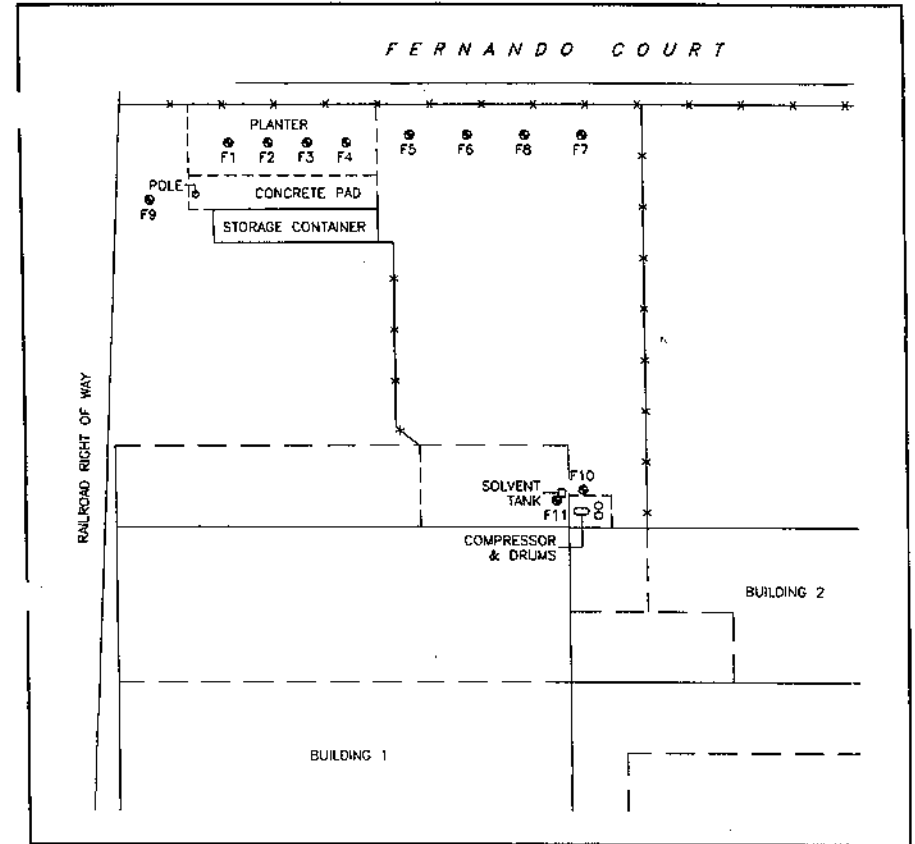 FERNANDO COURT
PLANTER
F1 F2 F3 F4 F5 F6 F8 F7
POLE
CONCRETE PAD
F9
STORAGE CONTAINER
RAILROAD RIGHT OF WAY
F10
SOLVENT
TANK
F11
COMPRESSOR
& DRUMS
BUILDING 2
BUILDING 1